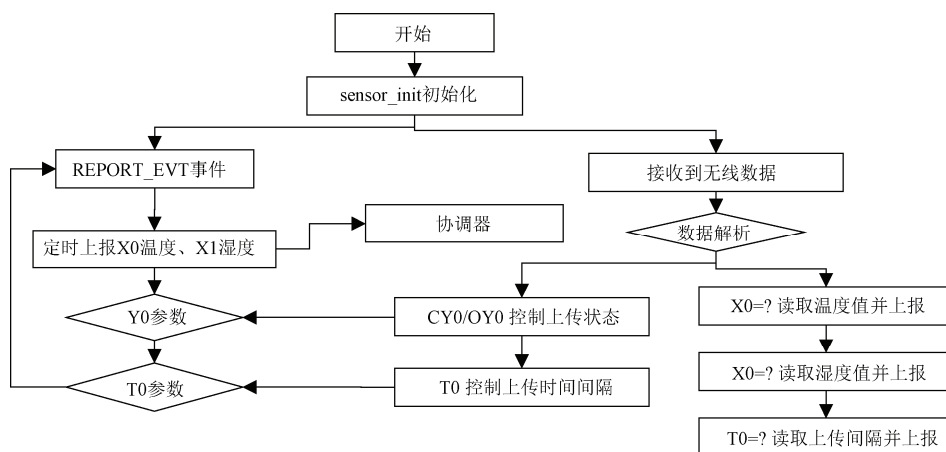 开始
sensor_init初始化
REPORT_EVT事件
接收到无线数据
定时上报X0温度、X1湿度
协调器
数据解析
Y0参数
CY0/OY0 控制上传状态
X0=? 读取温度值并上报
T0参数
T0 控制上传时间间隔
X0=? 读取湿度值并上报
T0=? 读取上传间隔并上报